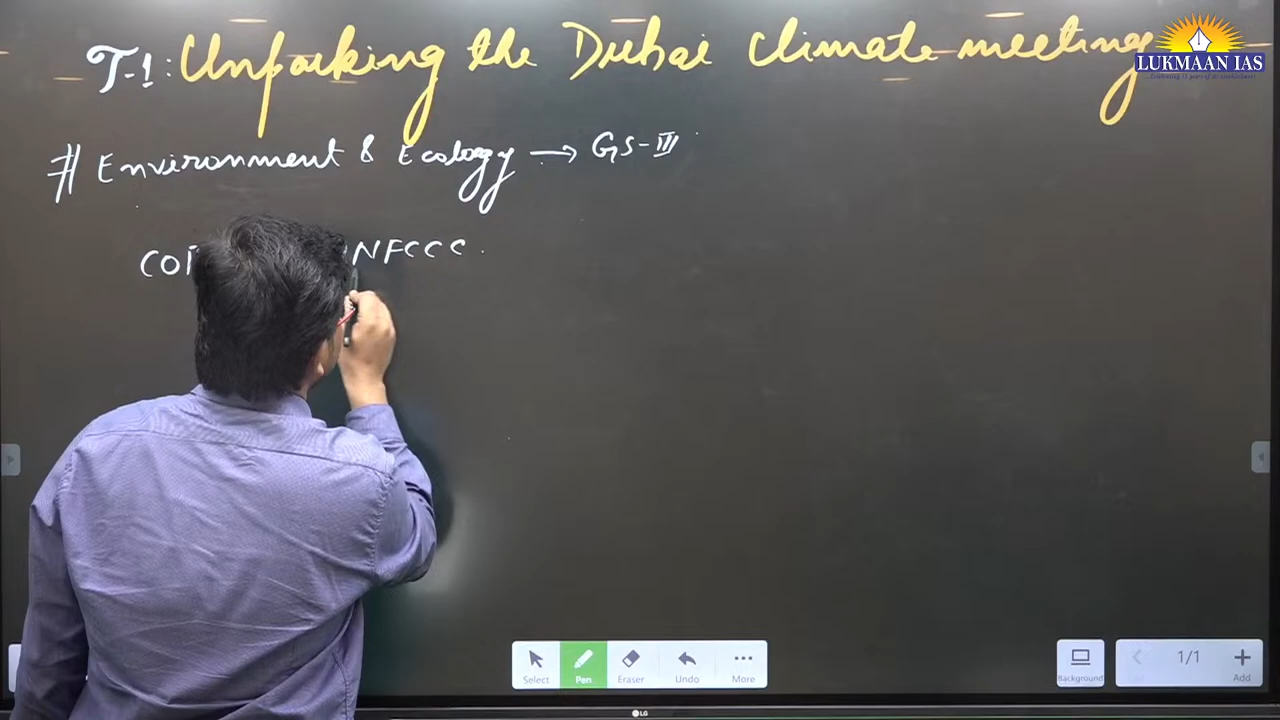 T-1: Unpacking the Dubai Climate meeting
LUKMAAN IAS
# Environment & Ecology → GS-III
NFCCC.
Select
Pen
Eraser
Undo
More
Background
1/1
Add
LG